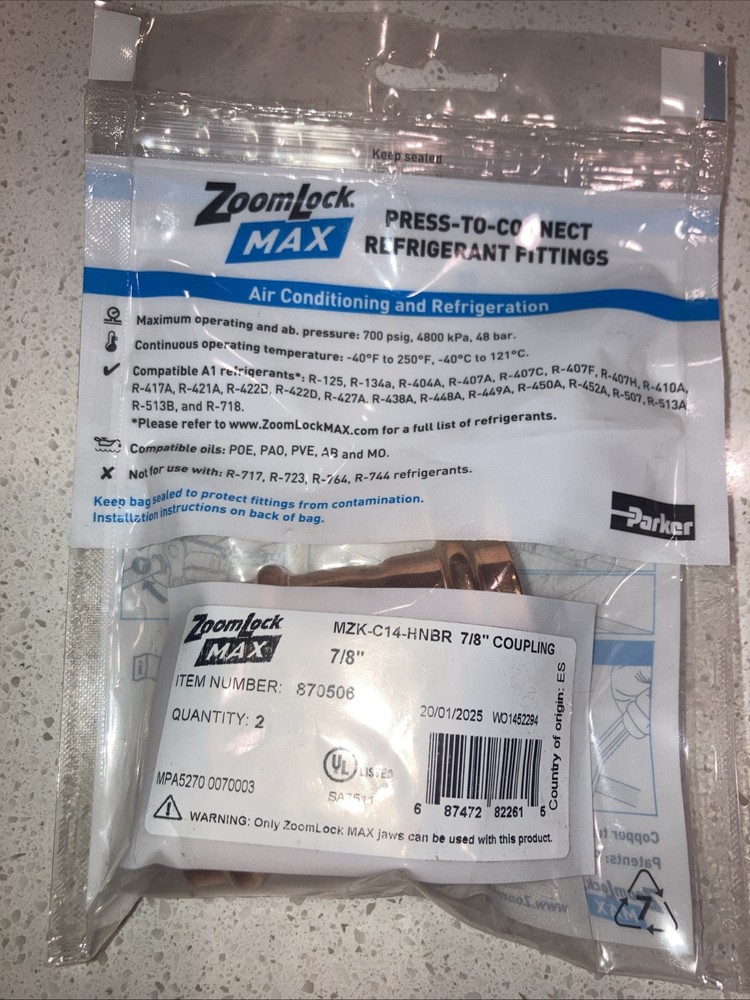 Keep sealed
ZoomLock
MAX
PRESS-TO-CONNECT
REFRIGERANT FITTINGS
Air Conditioning and Refrigeration
Maximum operating and ab. pressure: 700 psig, 4800 kPa, 48 bar.
Continuous operating temperature: -40°F to 250°F, -40°C to 121°C.
Compatible A1 refrigerants*: R-125, R-134a, R-404A, R-407A, R-407C, R-407F, R-407H, R-410A,
R-417A, R-421A, R-422B, R-422D, R-427A, R-438A, R-448A, R-449A, R-450A, R-452A, R-507, R-513A
R-513B, and R-718.
*Please refer to www.ZoomLockMAX.com for a full list of refrigerants.
Compatible oils: POE, PAO, PVE, AB and MO.
Not for use with: R-717, R-723, R-764, R-744 refrigerants.
Keep bag sealed to protect fittings from contamination.
Installation instructions on back of bag.
Parker
ZoomLock
MAX
MZK-C14-HNBR 7/8" COUPLING
7/8"
ITEM NUMBER: 870506
QUANTITY: 2
20/01/2025 WO1452294
Country of origin: ES
UL LISTED
SA7511
MPA5270 0070003
6 87472 82261 5
WARNING: Only ZoomLock MAX jaws can be used with this product.
Patents:
ZoomLock
MAX
7